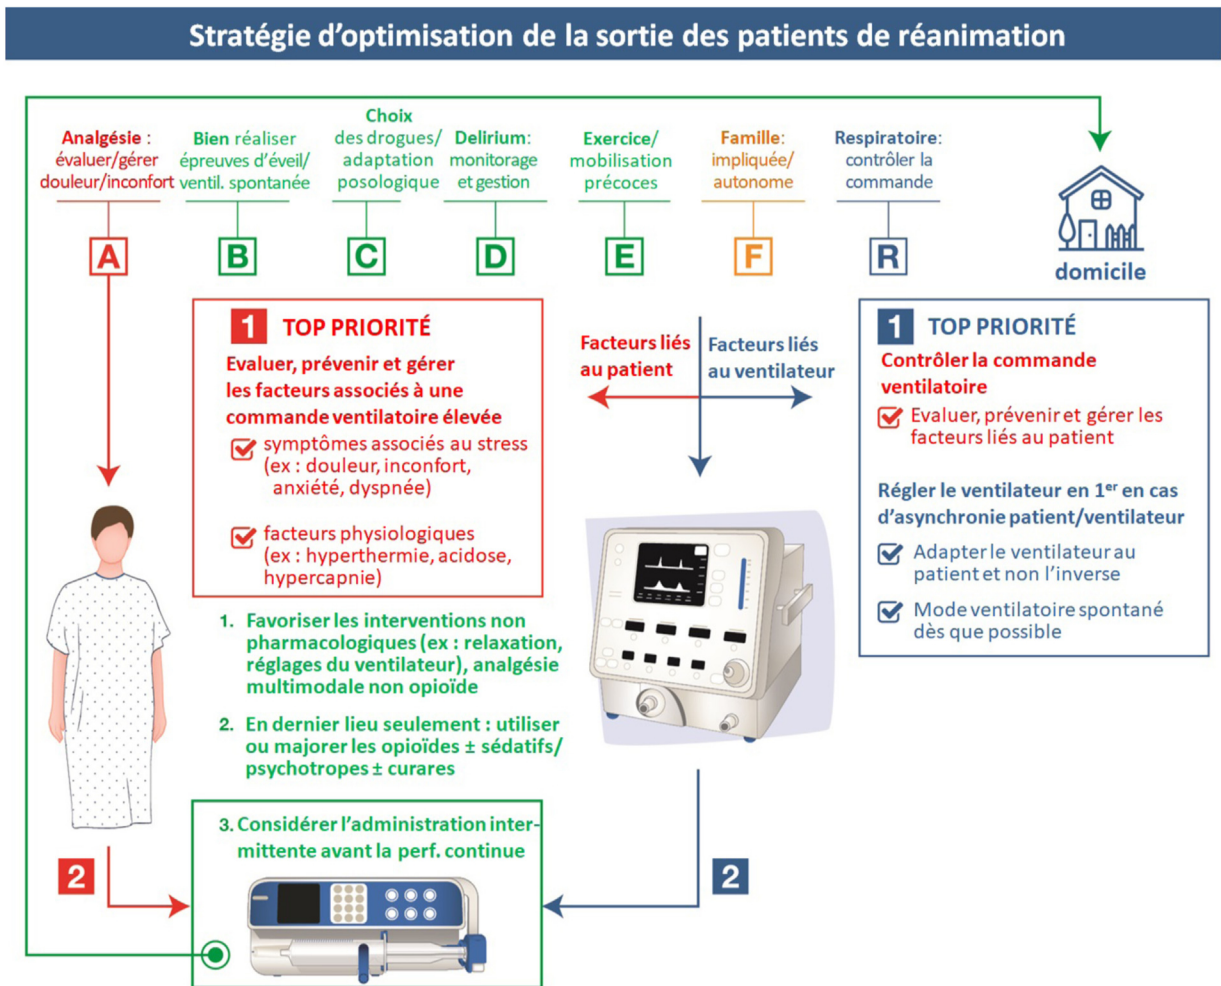 Stratégie d’optimisation de la sortie des patients de réanimation
Analgésie :
évaluer/gérer
douleur/inconfort
Bien réaliser
épreuves d’éveil/
ventil. spontanée
Choix
des drogues/
adaptation
posologique
Delirium:
monitorage
et gestion
Exercice/
mobilisation
précoces
Famille:
impliquée/
autonome
Respiratoire:
contrôler la
commande
A
B
C
D
E
F
R
domicile
1 TOP PRIORITÉ
Evaluer, prévenir et gérer
les facteurs associés à une
commande ventilatoire élevée
symptômes associés au stress
(ex : douleur, inconfort,
anxiété, dyspnée)
facteurs physiologiques
(ex : hyperthermie, acidose,
hypercapnie)
Facteurs liés
au patient
Facteurs liés
au ventilateur
1 TOP PRIORITÉ
Contrôler la commande
ventilatoire
Evaluer, prévenir et gérer les
facteurs liés au patient
Régler le ventilateur en 1er en cas
d’asynchronie patient/ventilateur
Adapter le ventilateur au
patient et non l’inverse
Mode ventilatoire spontané
dès que possible
1. Favoriser les interventions non
pharmacologiques (ex : relaxation,
réglages du ventilateur), analgésie
multimodale non opioïde
2. En dernier lieu seulement : utiliser
ou majorer les opioïdes ± sédatifs/
psychotropes ± curares
3. Considérer l’administration inter-
mittente avant la perf. continue
2
2